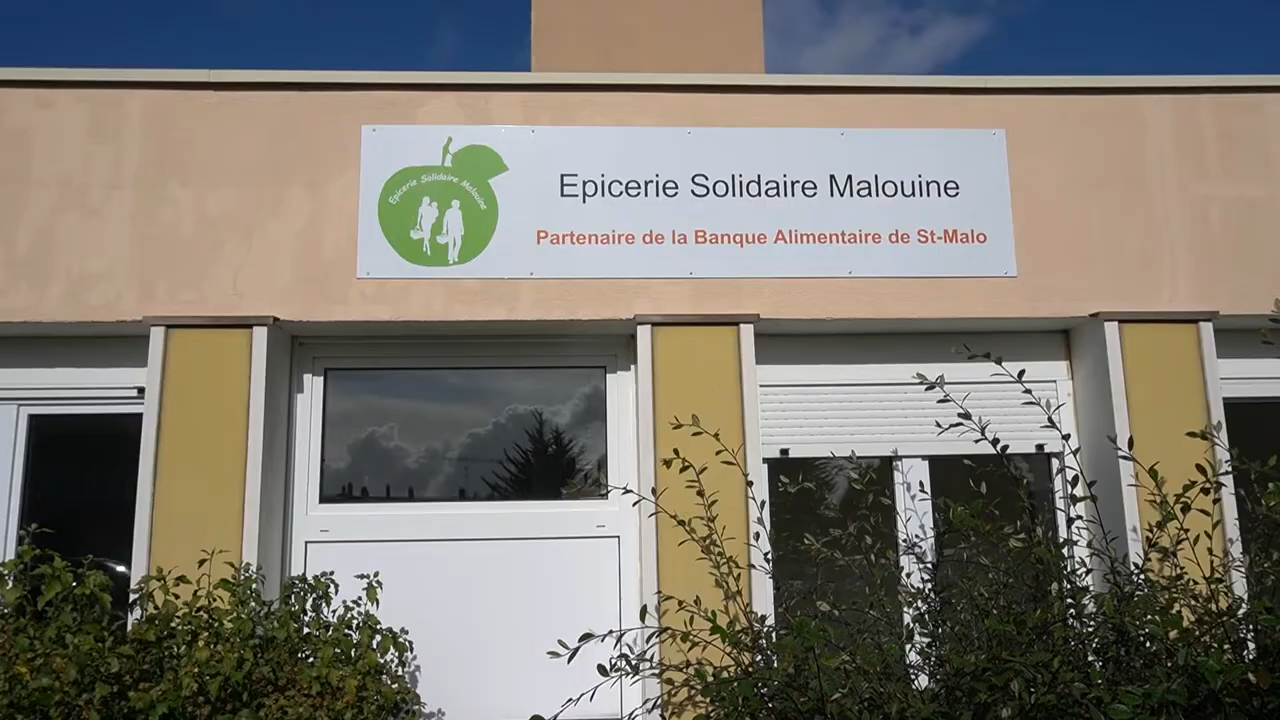 Epicerie Solidaire Malouine
Epicerie Solidaire Malouine
Partenaire de la Banque Alimentaire de St-Malo